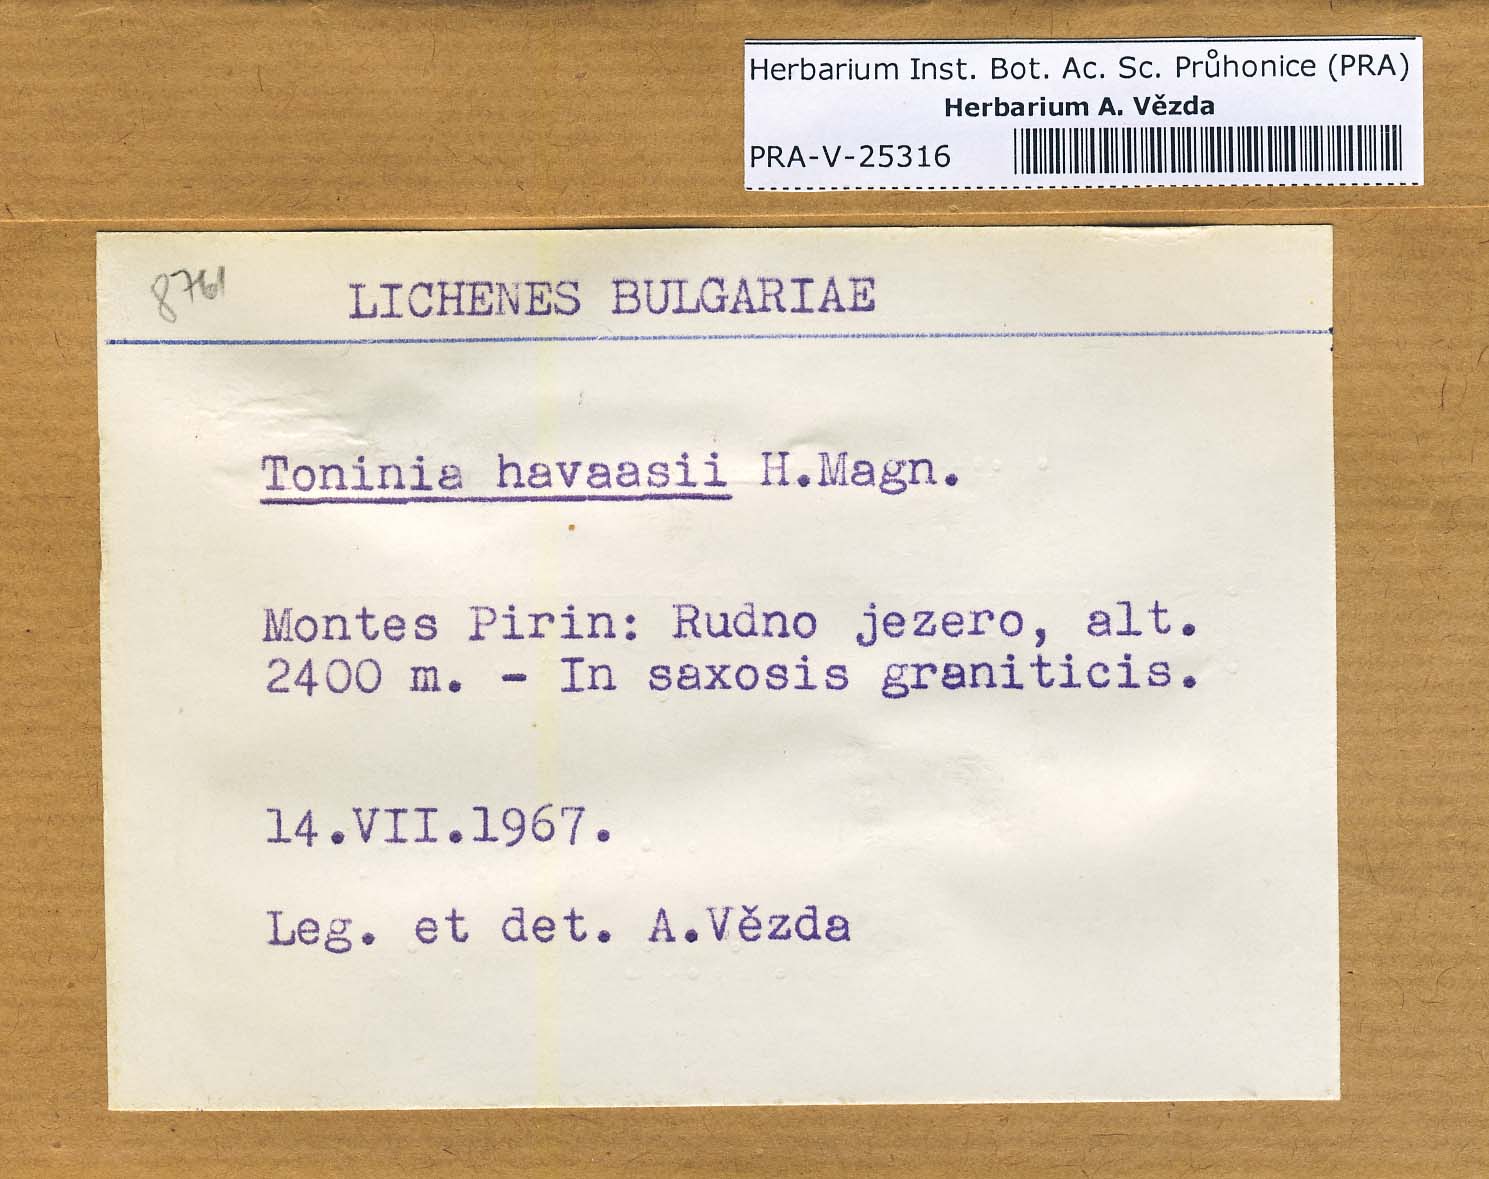 Herbarium Inst. Bot. Ac. Sc. Průhonice (PRA)
Herbarium A. Vězda
PRA-V-25316
8761
LICHENES BULGARIAE
Toninia havaasii H.Magn.
Montes Pirin: Rudno jezero, alt.
2400 m. - In saxosis graniticis.
14.VII.1967.
Leg. et det. A.Vězda